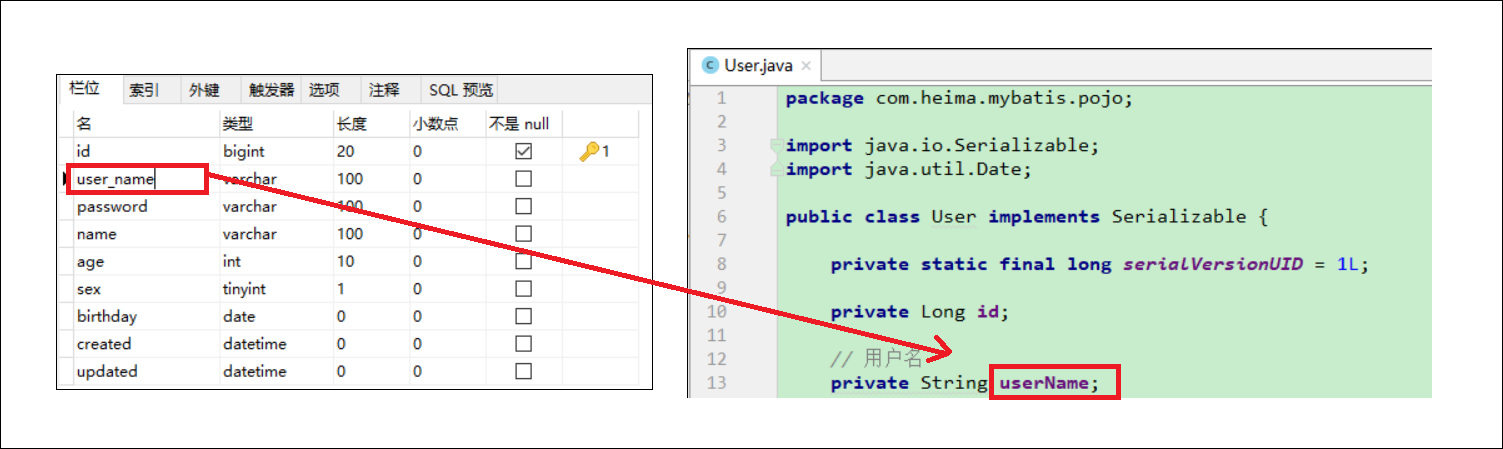 栏位 索引 外键 触发器 选项 注释 SQL 预览
名 类型 长度 小数点 不是 null
id bigint 20 0 1
user_name varchar 100 0
password varchar 100 0
name varchar 100 0
age int 10 0
sex tinyint 1 0
birthday date 0 0
created datetime 0 0
updated datetime 0 0
User.java
1 package com.heima.mybatis.pojo;
2
3 import java.io.Serializable;
4 import java.util.Date;
5
6 public class User implements Serializable {
7
8 private static final long serialVersionUID = 1L;
9
10 private Long id;
11
12 // 用户名
13 private String userName;